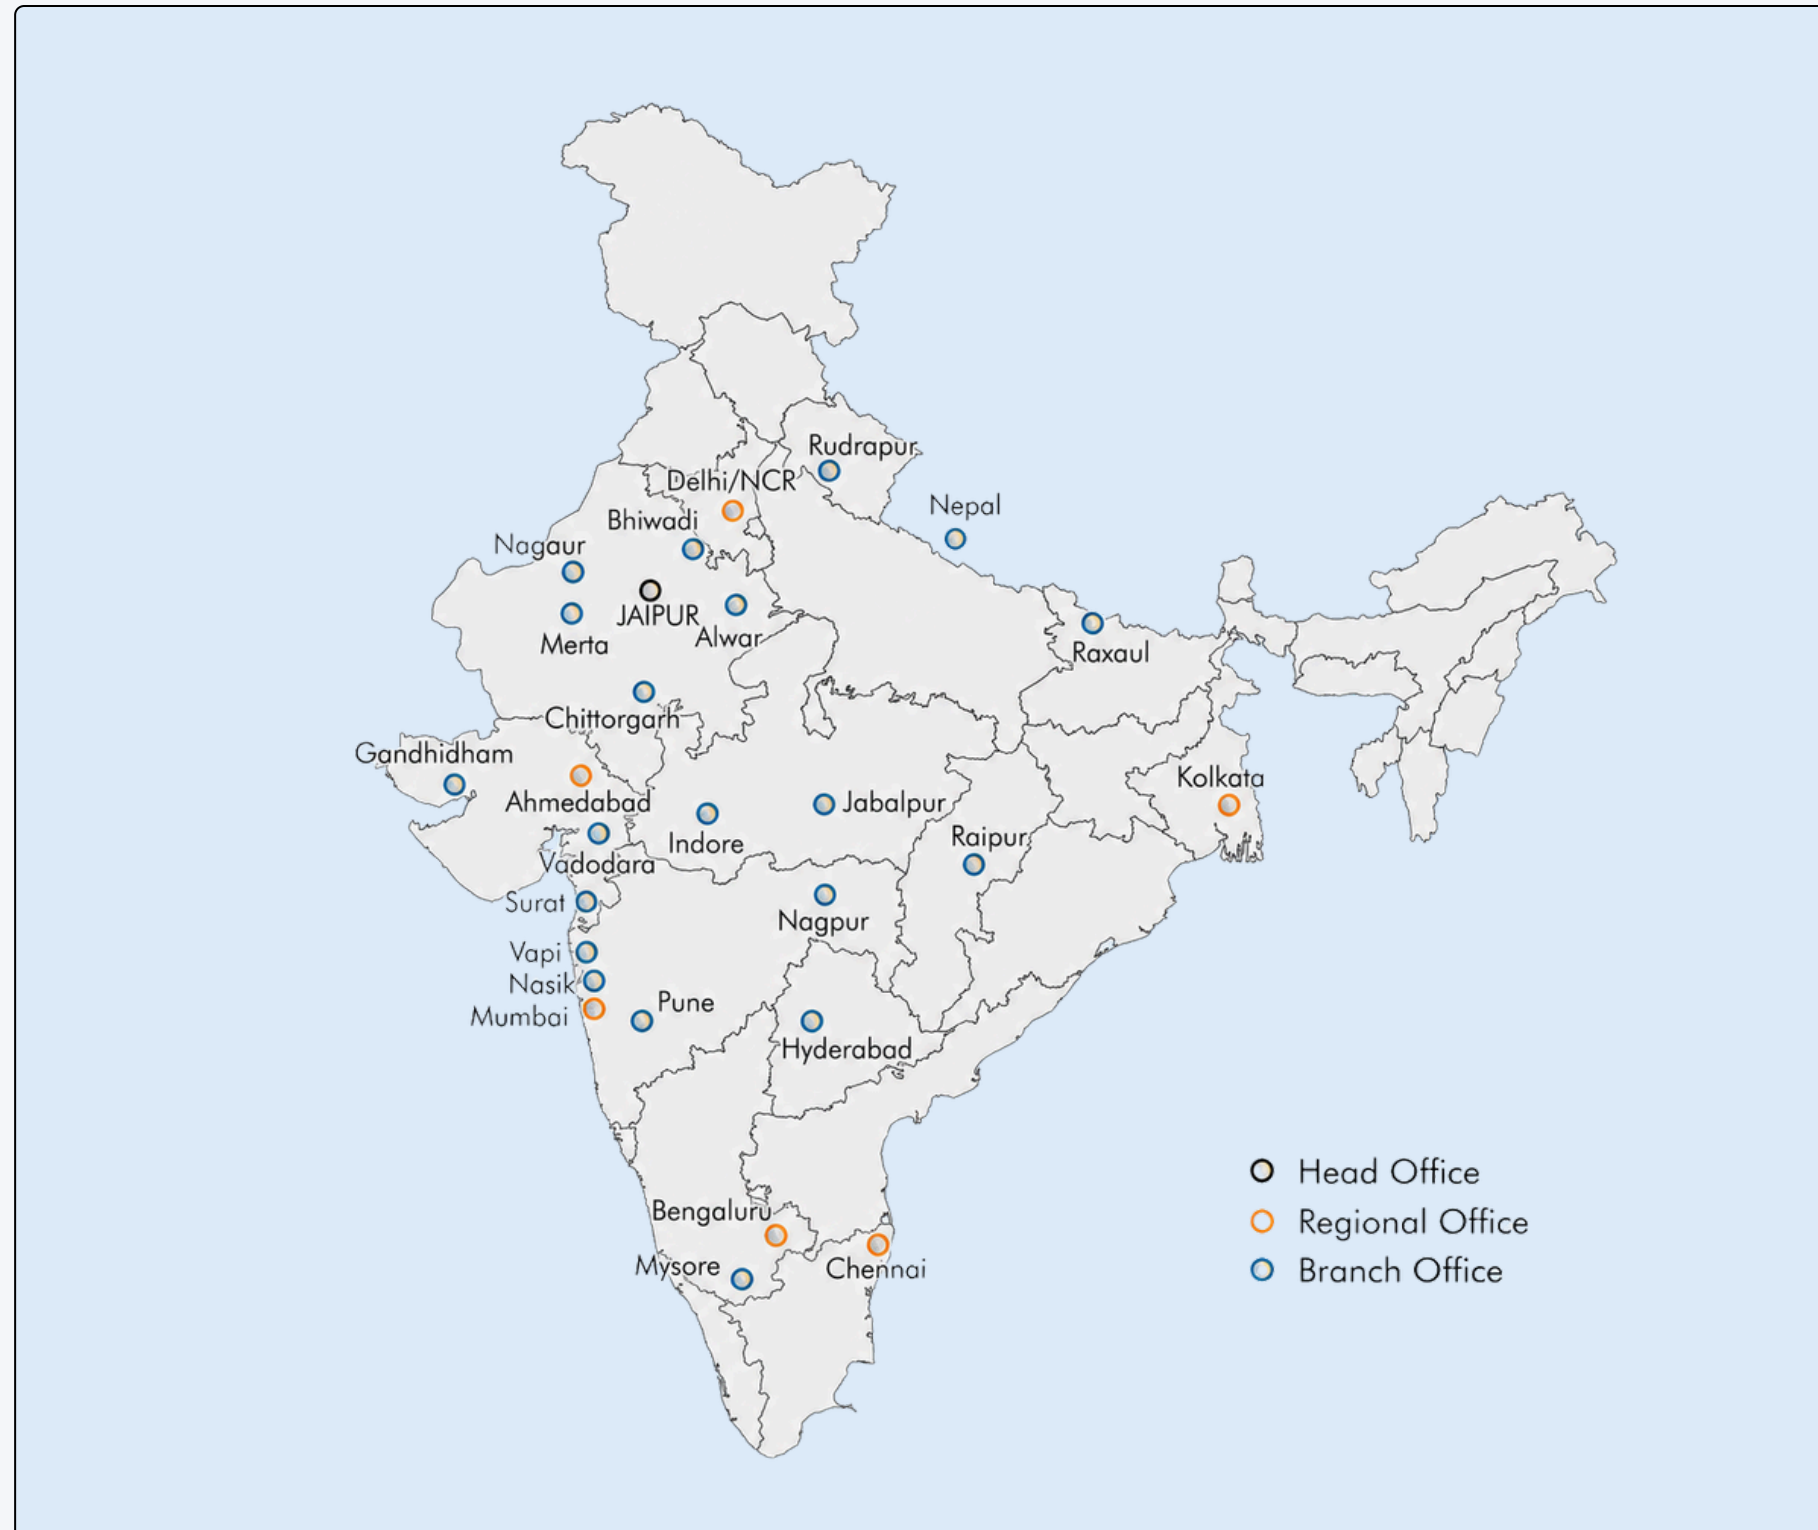 Rudrapur
Delhi/NCR
Nepal
Bhiwadi
Nagaur
JAIPUR
Alwar
Merta
Raxaul
Chittorgarh
Gandhidham
Kolkata
Ahmedabad
Jabalpur
Indore
Raipur
Vadodara
Surat
Nagpur
Vapi
Nasik
Pune
Mumbai
Hyderabad
Head Office
Bengaluru
Regional Office
Mysore
Chennai
Branch Office